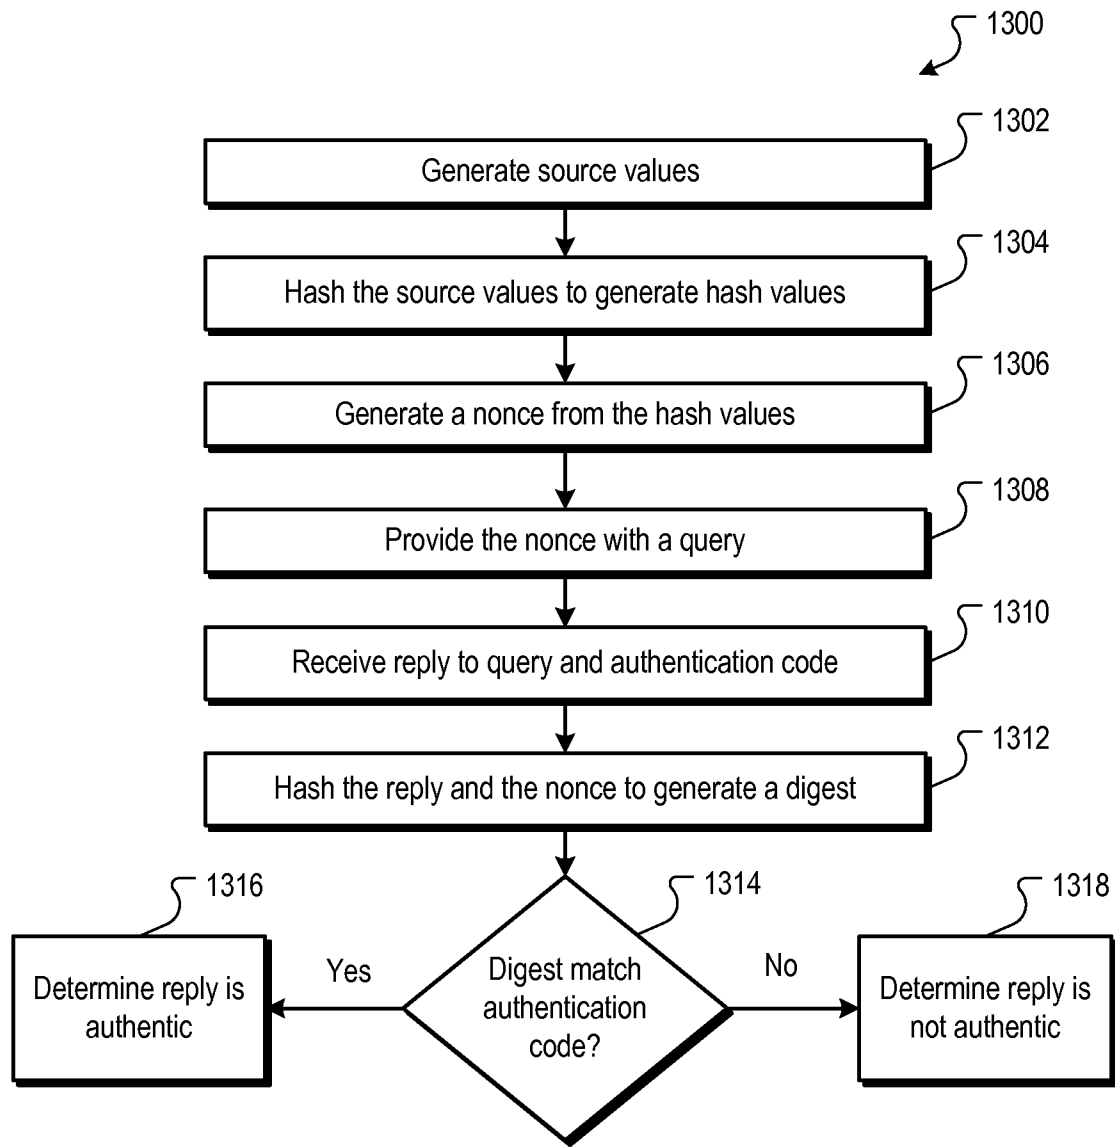 1300
1302
Generate source values
1304
Hash the source values to generate hash values
1306
Generate a nonce from the hash values
1308
Provide the nonce with a query
1310
Receive reply to query and authentication code
1312
Hash the reply and the nonce to generate a digest
1314
Digest match
authentication
code?
Yes
1316
Determine reply is
authentic
No
1318
Determine reply is
not authentic